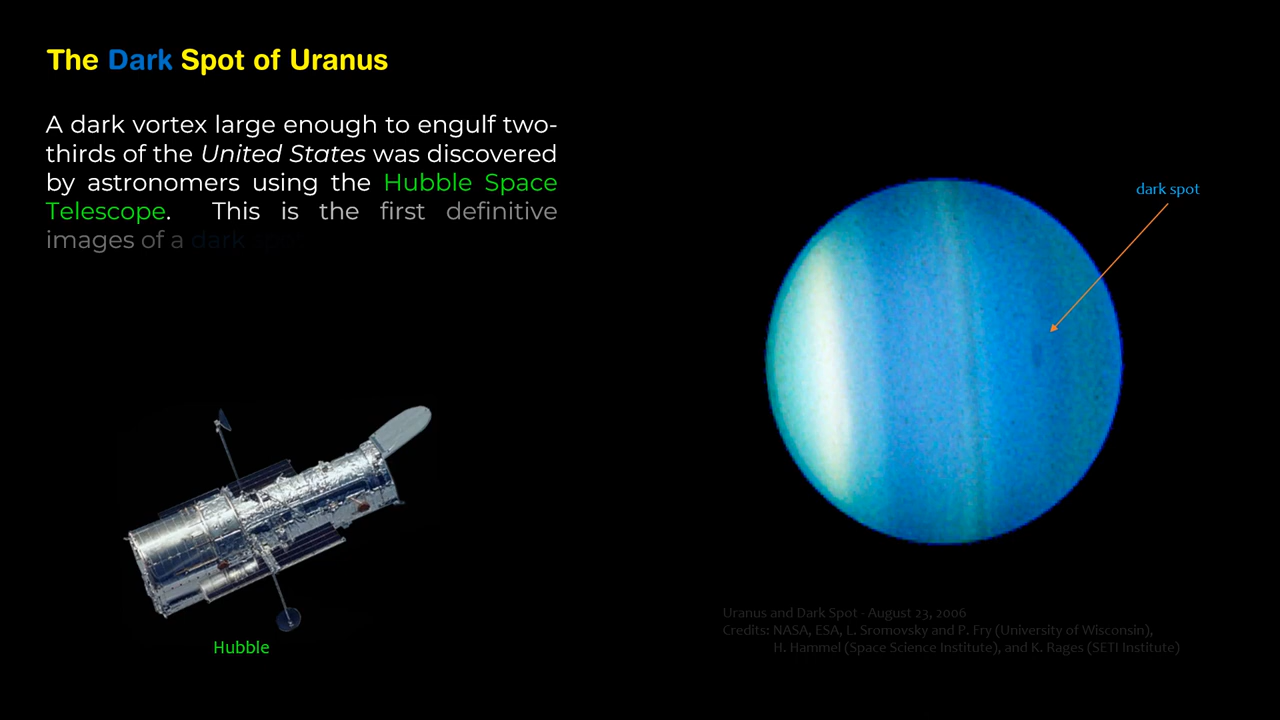 The Dark Spot of Uranus
A dark vortex large enough to engulf two-
thirds of the United States was discovered
by astronomers using the Hubble Space
Telescope. This is the first definitive
images of a dark
dark spot
Hubble
Uranus and Dark Spot - August 23, 2006
Credits: NASA, ESA, L. Sromovsky and P. Fry (University of Wisconsin),
H. Hammel (Space Science Institute), and K. Rages (SETI Institute)